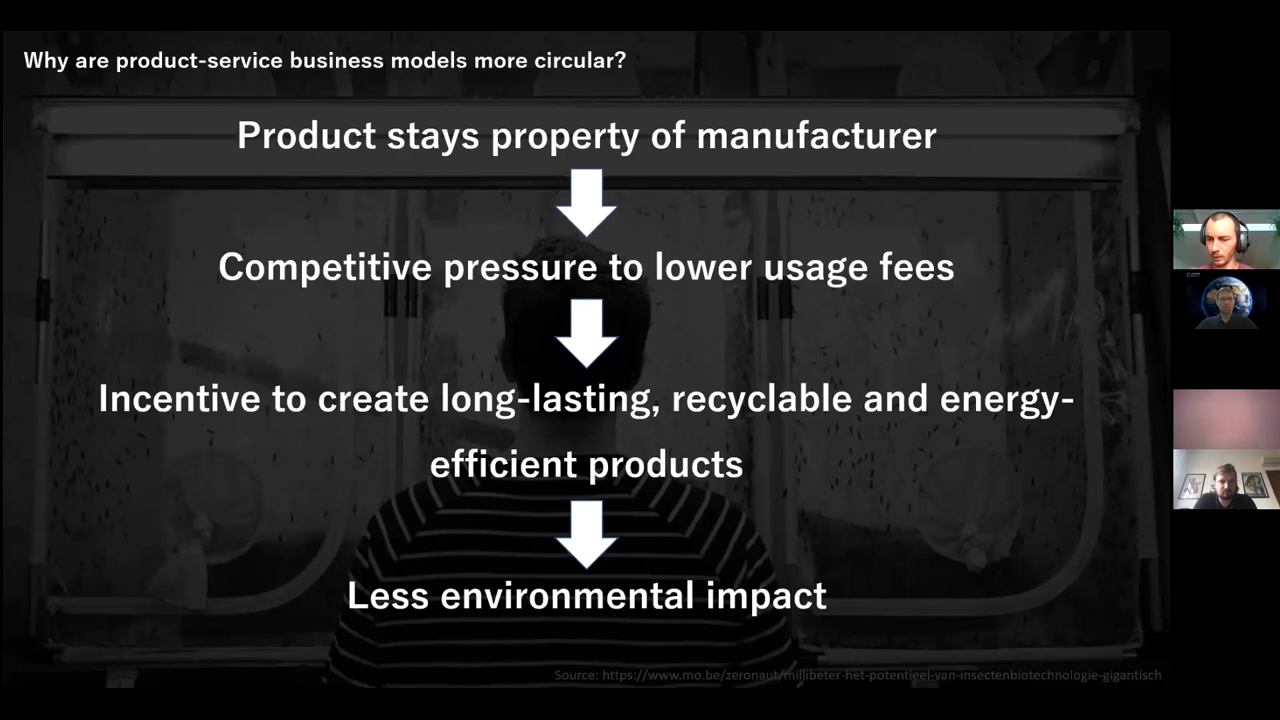 Why are product-service business models more circular?
Product stays property of manufacturer
Competitive pressure to lower usage fees
Incentive to create long-lasting, recyclable and energy-
efficient products
Less environmental impact
Source: https://www.mo.be/zeronaut/millibeter-het-potentieel-van-insectenbiotechnologie-gigantisch